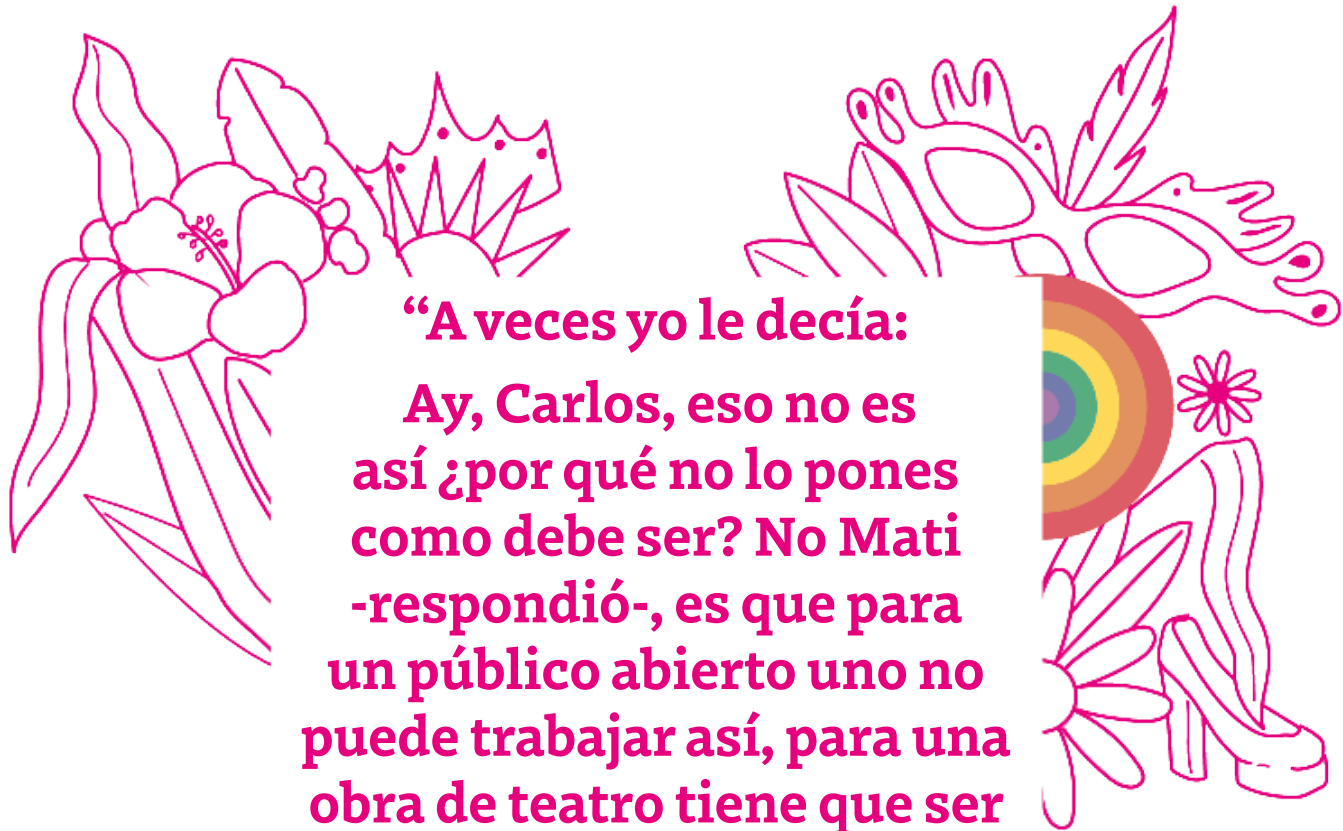 “A veces yo le decía:
Ay, Carlos, eso no es
así ¿por qué no lo pones
como debe ser? No Mati
-respondió-, es que para
un público abierto uno no
puede trabajar así, para una
obra de teatro tiene que ser